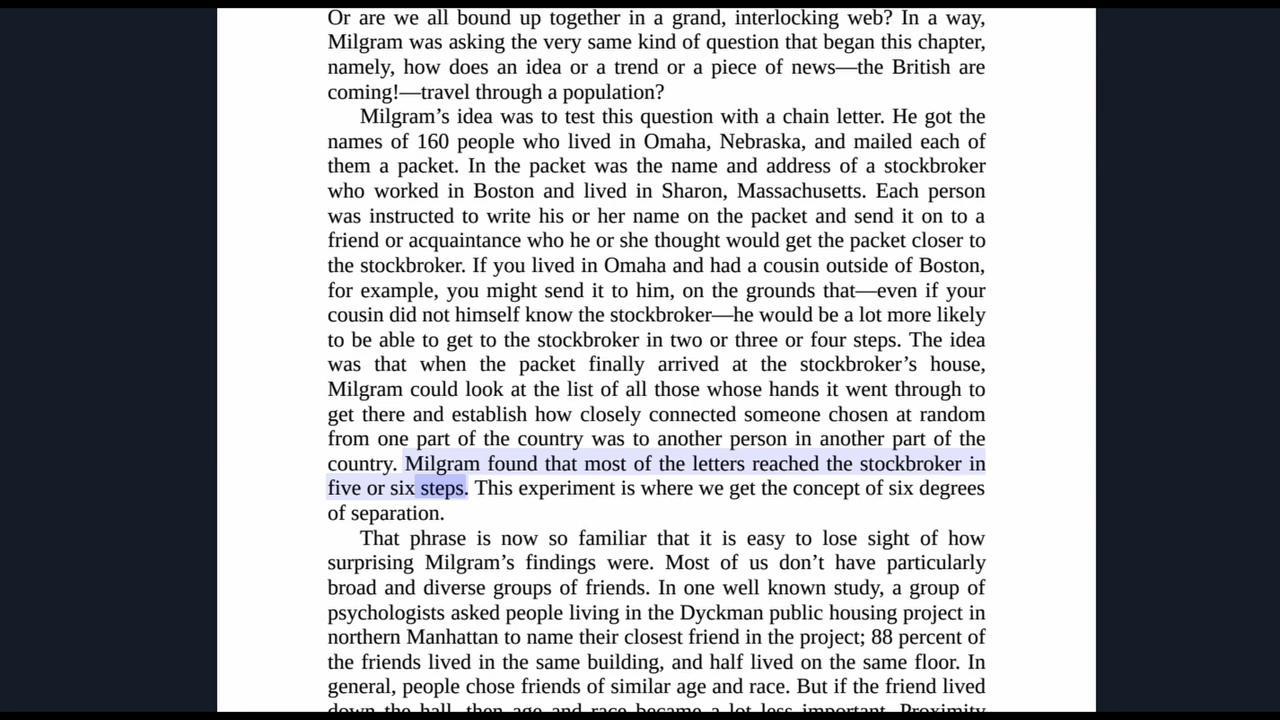 Or are we all bound up together in a grand, interlocking web? In a way,
Milgram was asking the very same kind of question that began this chapter,
namely, how does an idea or a trend or a piece of news—the British are
coming!—travel through a population?
Milgram’s idea was to test this question with a chain letter. He got the
names of 160 people who lived in Omaha, Nebraska, and mailed each of
them a packet. In the packet was the name and address of a stockbroker
who worked in Boston and lived in Sharon, Massachusetts. Each person
was instructed to write his or her name on the packet and send it on to a
friend or acquaintance who he or she thought would get the packet closer to
the stockbroker. If you lived in Omaha and had a cousin outside of Boston,
for example, you might send it to him, on the grounds that—even if your
cousin did not himself know the stockbroker—he would be a lot more likely
to be able to get to the stockbroker in two or three or four steps. The idea
was that when the packet finally arrived at the stockbroker’s house,
Milgram could look at the list of all those whose hands it went through to
get there and establish how closely connected someone chosen at random
from one part of the country was to another person in another part of the
country. Milgram found that most of the letters reached the stockbroker in
five or six steps. This experiment is where we get the concept of six degrees
of separation.
That phrase is now so familiar that it is easy to lose sight of how
surprising Milgram’s findings were. Most of us don’t have particularly
broad and diverse groups of friends. In one well known study, a group of
psychologists asked people living in the Dyckman public housing project in
northern Manhattan to name their closest friend in the project; 88 percent of
the friends lived in the same building, and half lived on the same floor. In
general, people chose friends of similar age and race. But if the friend lived
down the hall, then age and race became a lot less important. Proximity